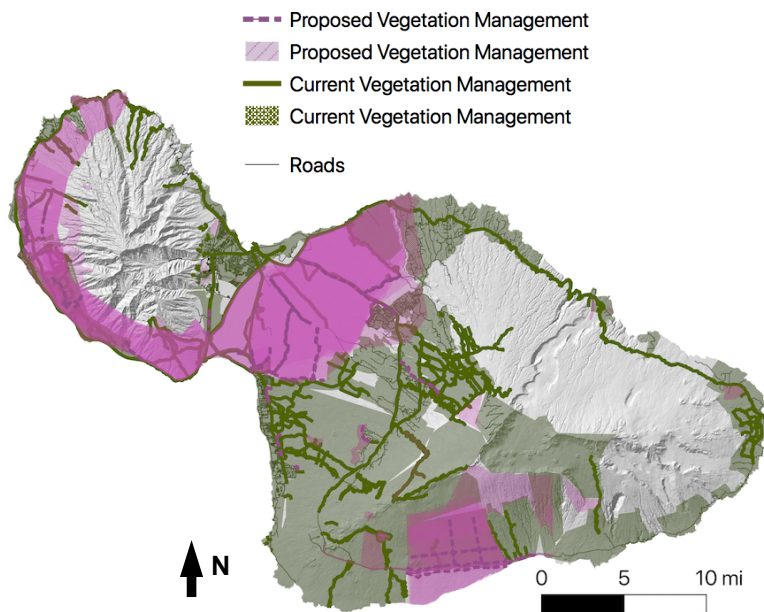 Proposed Vegetation Management
Proposed Vegetation Management
Current Vegetation Management
Current Vegetation Management
Roads
N
0 5 10 mi